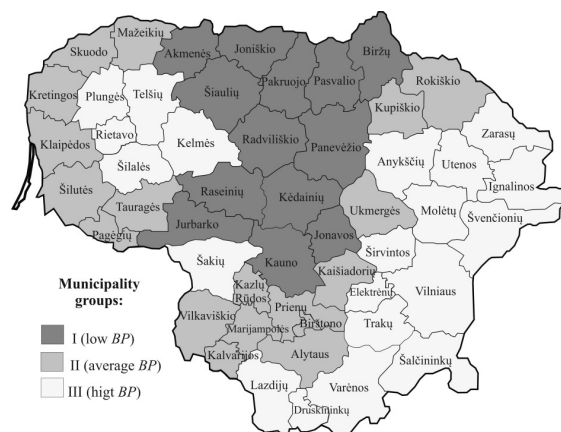 Mažeikių
Skuodo
Akmenės
Joniškio
Biržų
Kretingos
Plungės
Telšių
Šiaulių
Pakruojo
Pasvalio
Rokiškio
Kupiškio
Klaipėdos
Rietavo
Kelmės
Radviliškio
Panevėžio
Zarasų
Šilalės
Anykščių
Utenos
Ignalinos
Šilutės
Tauragės
Raseinių
Kėdainių
Ukmergės
Molėtų
Švenčionių
Pagėgių
Jurbarko
Jonavos
Širvintos
Šakių
Kauno
Kaišiadorių
Kazlų
Rūdos
Prienų
Elektrėnų
Vilniaus
Vilkaviškio
Marijampolės
Birštono
Trakų
Kalvarijos
Alytaus
Šalčininkų
Lazdijų
Varėnos
Druskininkų
Municipality
groups:
I (low BP)
II (average BP)
III (higt BP)